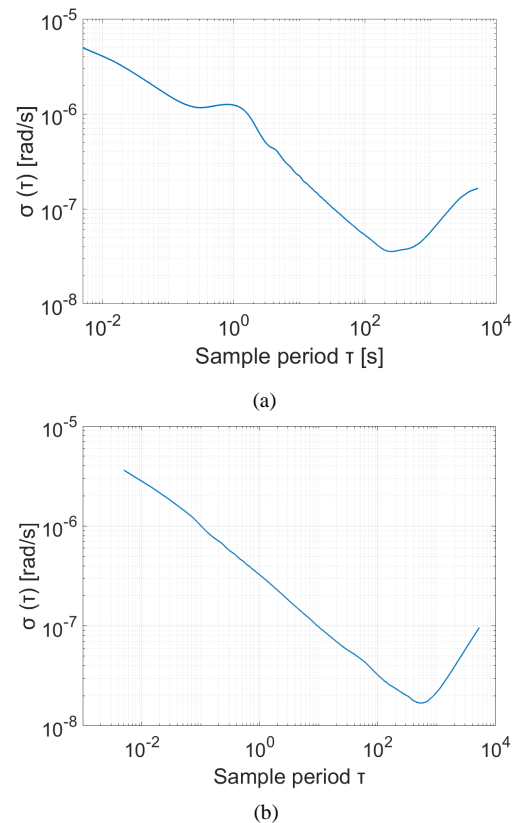 10^-5
10^-6
10^-7
10^-8
σ (τ) [rad/s]
10^-2
10^0
10^2
10^4
Sample period τ [s]
(a)
10^-5
10^-6
10^-7
10^-8
σ (τ) [rad/s]
10^-2
10^0
10^2
10^4
Sample period τ
(b)